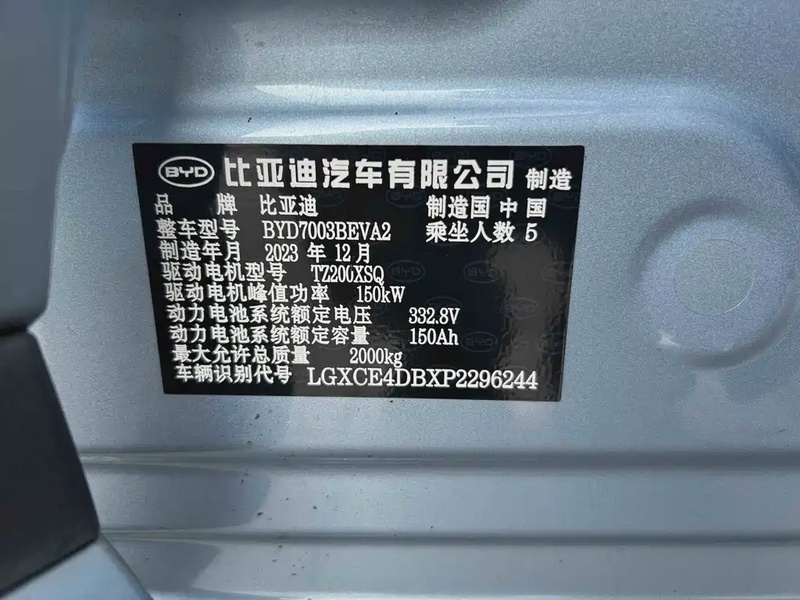 BYD 比亚迪汽车有限公司 制造
品牌 比亚迪 制造国 中国
整车型号 BYD7003BEVA2 乘坐人数 5
制造年月 2023 年 12 月
驱动电机型号 TZ200XSQ
驱动电机峰值功率 150kW
动力电池系统额定电压 332.8V
动力电池系统额定容量 150Ah
最大允许总质量 2000kg
车辆识别代号 LGXCE4DBXP2296244